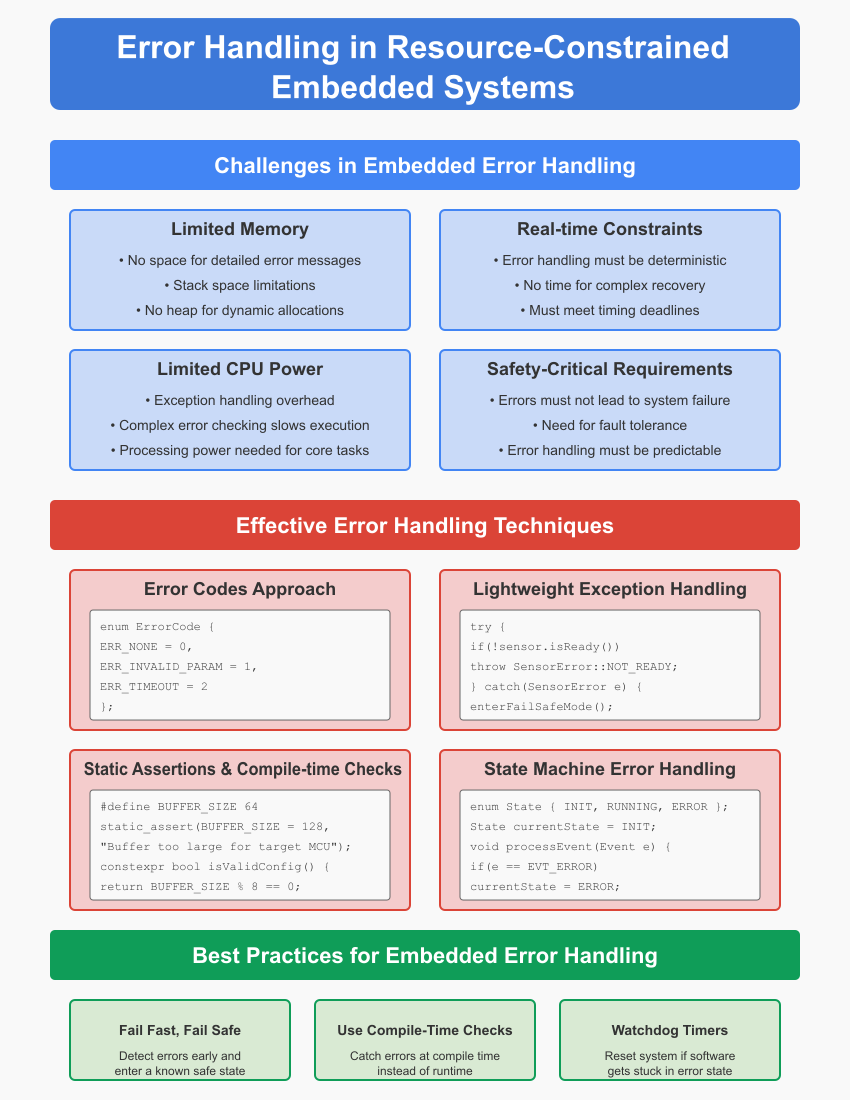 Error Handling in Resource-Constrained
Embedded Systems
Challenges in Embedded Error Handling
Limited Memory
• No space for detailed error messages
• Stack space limitations
• No heap for dynamic allocations
Real-time Constraints
• Error handling must be deterministic
• No time for complex recovery
• Must meet timing deadlines
Limited CPU Power
• Exception handling overhead
• Complex error checking slows execution
• Processing power needed for core tasks
Safety-Critical Requirements
• Errors must not lead to system failure
• Need for fault tolerance
• Error handling must be predictable
Effective Error Handling Techniques
Error Codes Approach
enum ErrorCode {
ERR_NONE = 0,
ERR_INVALID_PARAM = 1,
ERR_TIMEOUT = 2
};
Lightweight Exception Handling
try {
if(!sensor.isReady())
throw SensorError::NOT_READY;
} catch(SensorError e) {
enterFailSafeMode();
Static Assertions & Compile-time Checks
#define BUFFER_SIZE 64
static_assert(BUFFER_SIZE = 128,
"Buffer too large for target MCU");
constexpr bool isValidConfig() {
return BUFFER_SIZE % 8 == 0;
State Machine Error Handling
enum State { INIT, RUNNING, ERROR };
State currentState = INIT;
void processEvent(Event e) {
if(e == EVT_ERROR)
currentState = ERROR;
Best Practices for Embedded Error Handling
Fail Fast, Fail Safe
Detect errors early and
enter a known safe state
Use Compile-Time Checks
Catch errors at compile time
instead of runtime
Watchdog Timers
Reset system if software
gets stuck in error state